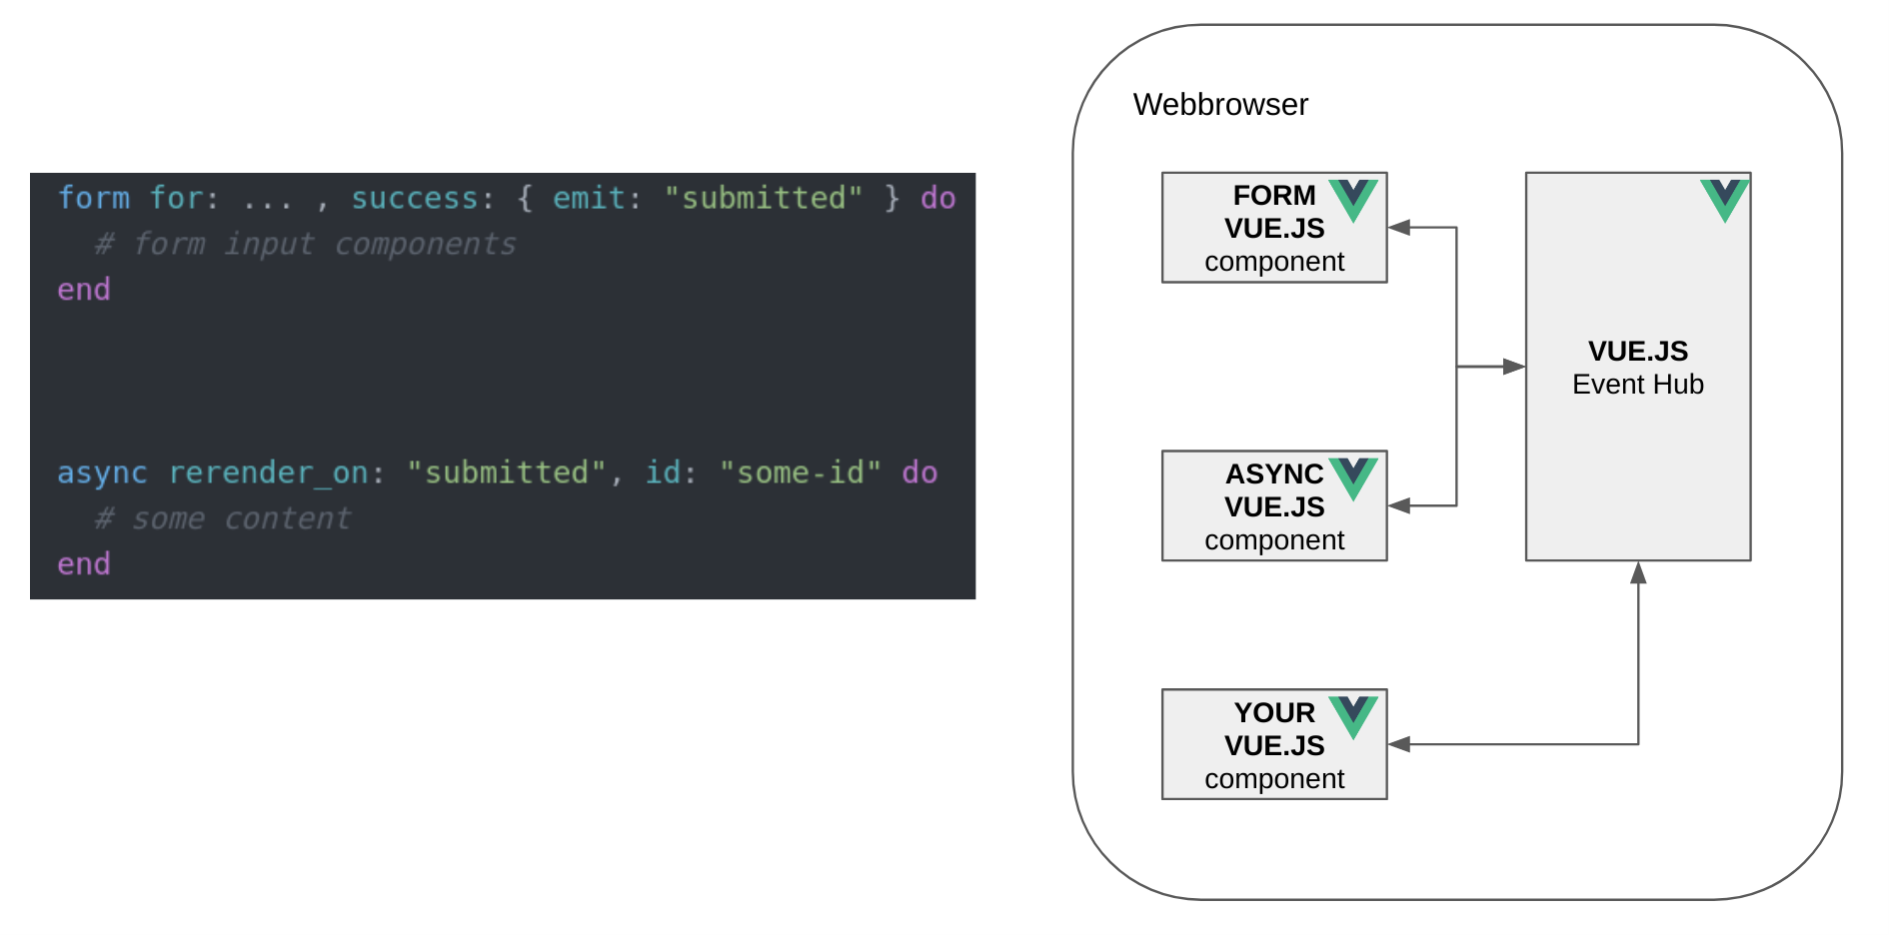 form for: ... , success: { emit: "submitted" } do
# form input components
end
async rerender_on: "submitted", id: "some-id" do
# some content
end
Webbrowser
FORM
VUE.JS
component
VUE.JS
Event Hub
ASYNC
VUE.JS
component
YOUR
VUE.JS
component